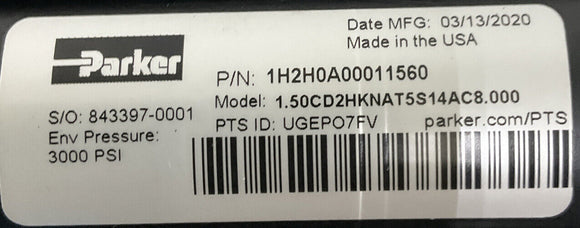 Date MFG: 03/13/2020
Made in the USA
Parker
P/N: 1H2H0A00011560
Model: 1.50CD2HKNAT5S14AC8.000
S/O: 843397-0001
PTS ID: UGEPO7FV parker.com/PTS
Env Pressure:
3000 PSI